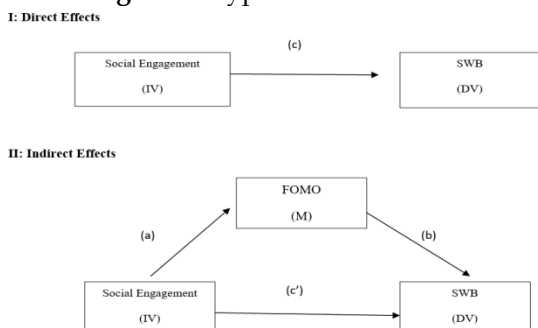 I: Direct Effects
(c)
Social Engagement
(IV)
SWB
(DV)
II: Indirect Effects
FOMO
(M)
(a)
(b)
Social Engagement
(IV)
(c')
SWB
(DV)